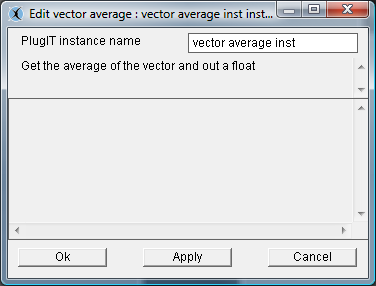 Edit vector average : vector average inst inst...
PlugIT instance name
vector average inst
Get the average of the vector and out a float
Ok
Apply
Cancel